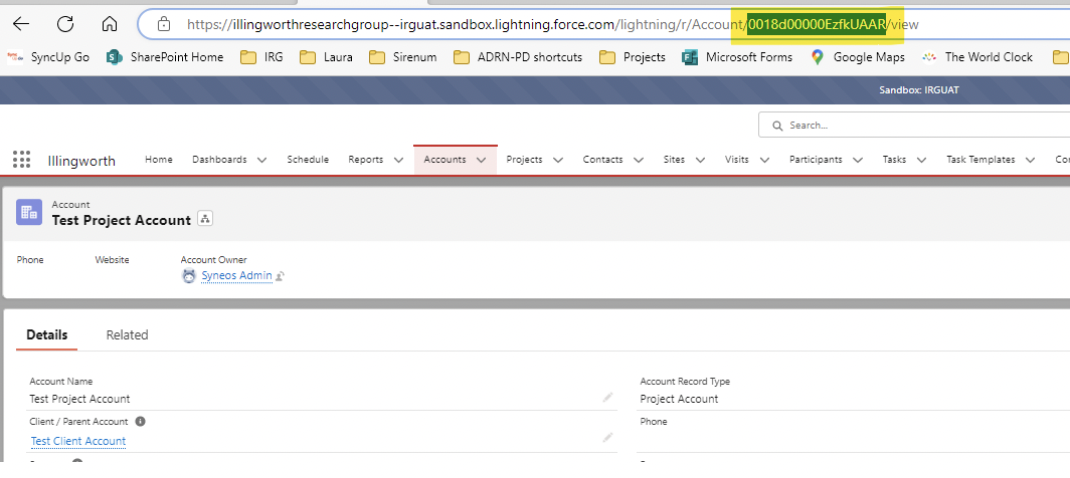 https://illingworthresearchgroup--irguat.sandbox.lightning.force.com/lightning/r/Account/0018d00000EzfkUAAR/view
SyncUp Go SharePoint Home IRG Laura Sirenum ADRN-PD shortcuts Projects Microsoft Forms Google Maps The World Clock
Sandbox: IRGUAT
Search...
Illingworth Home Dashboards Schedule Reports Accounts Projects Contacts Sites Visits Participants Tasks Task Templates Co
Account
Test Project Account
Phone Website Account Owner
Syneos Admin
Details Related
Account Name Account Record Type
Test Project Account Project Account
Client / Parent Account Phone
Test Client Account